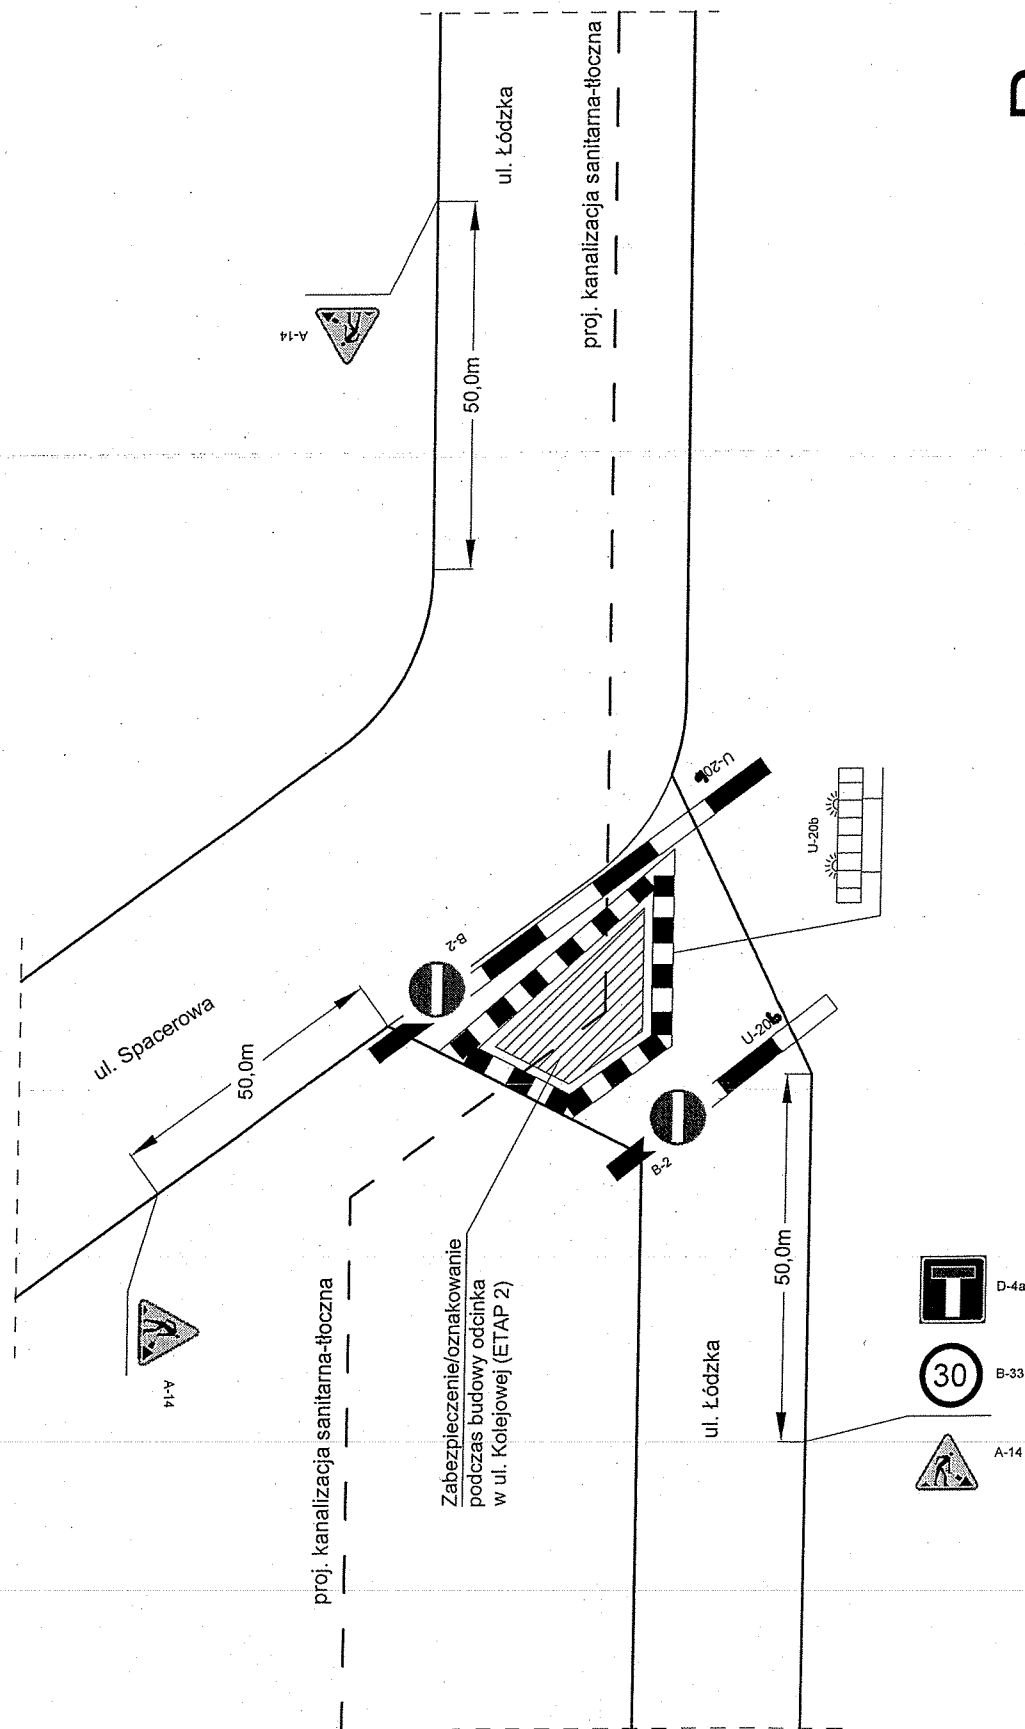 ul. Łódzka
proj. kanalizacja sanitarna-tłoczna
A-14
50,0m
ul. Spacerowa
50,0m
B-2
U-20b
U-20b
A-14
U-20b
B-2
50,0m
proj. kanalizacja sanitarna-tłoczna
Zabezpieczenie/oznakowanie
podczas budowy odcinka
w ul. Kolejowej (ETAP 2)
ul. Łódzka
D-4a
30
B-33
A-14